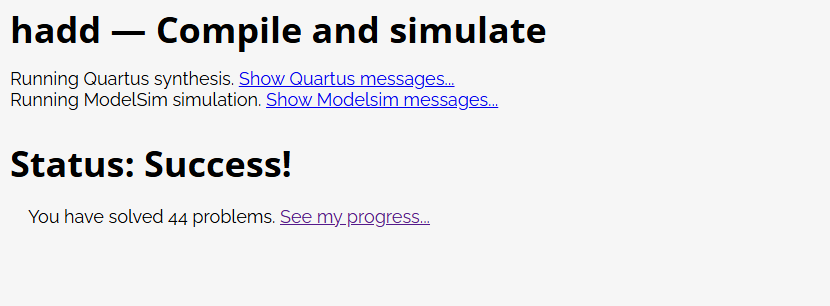 hadd — Compile and simulate
Running Quartus synthesis. Show Quartus messages...
Running ModelSim simulation. Show Modelsim messages...
Status: Success!
You have solved 44 problems. See my progress...